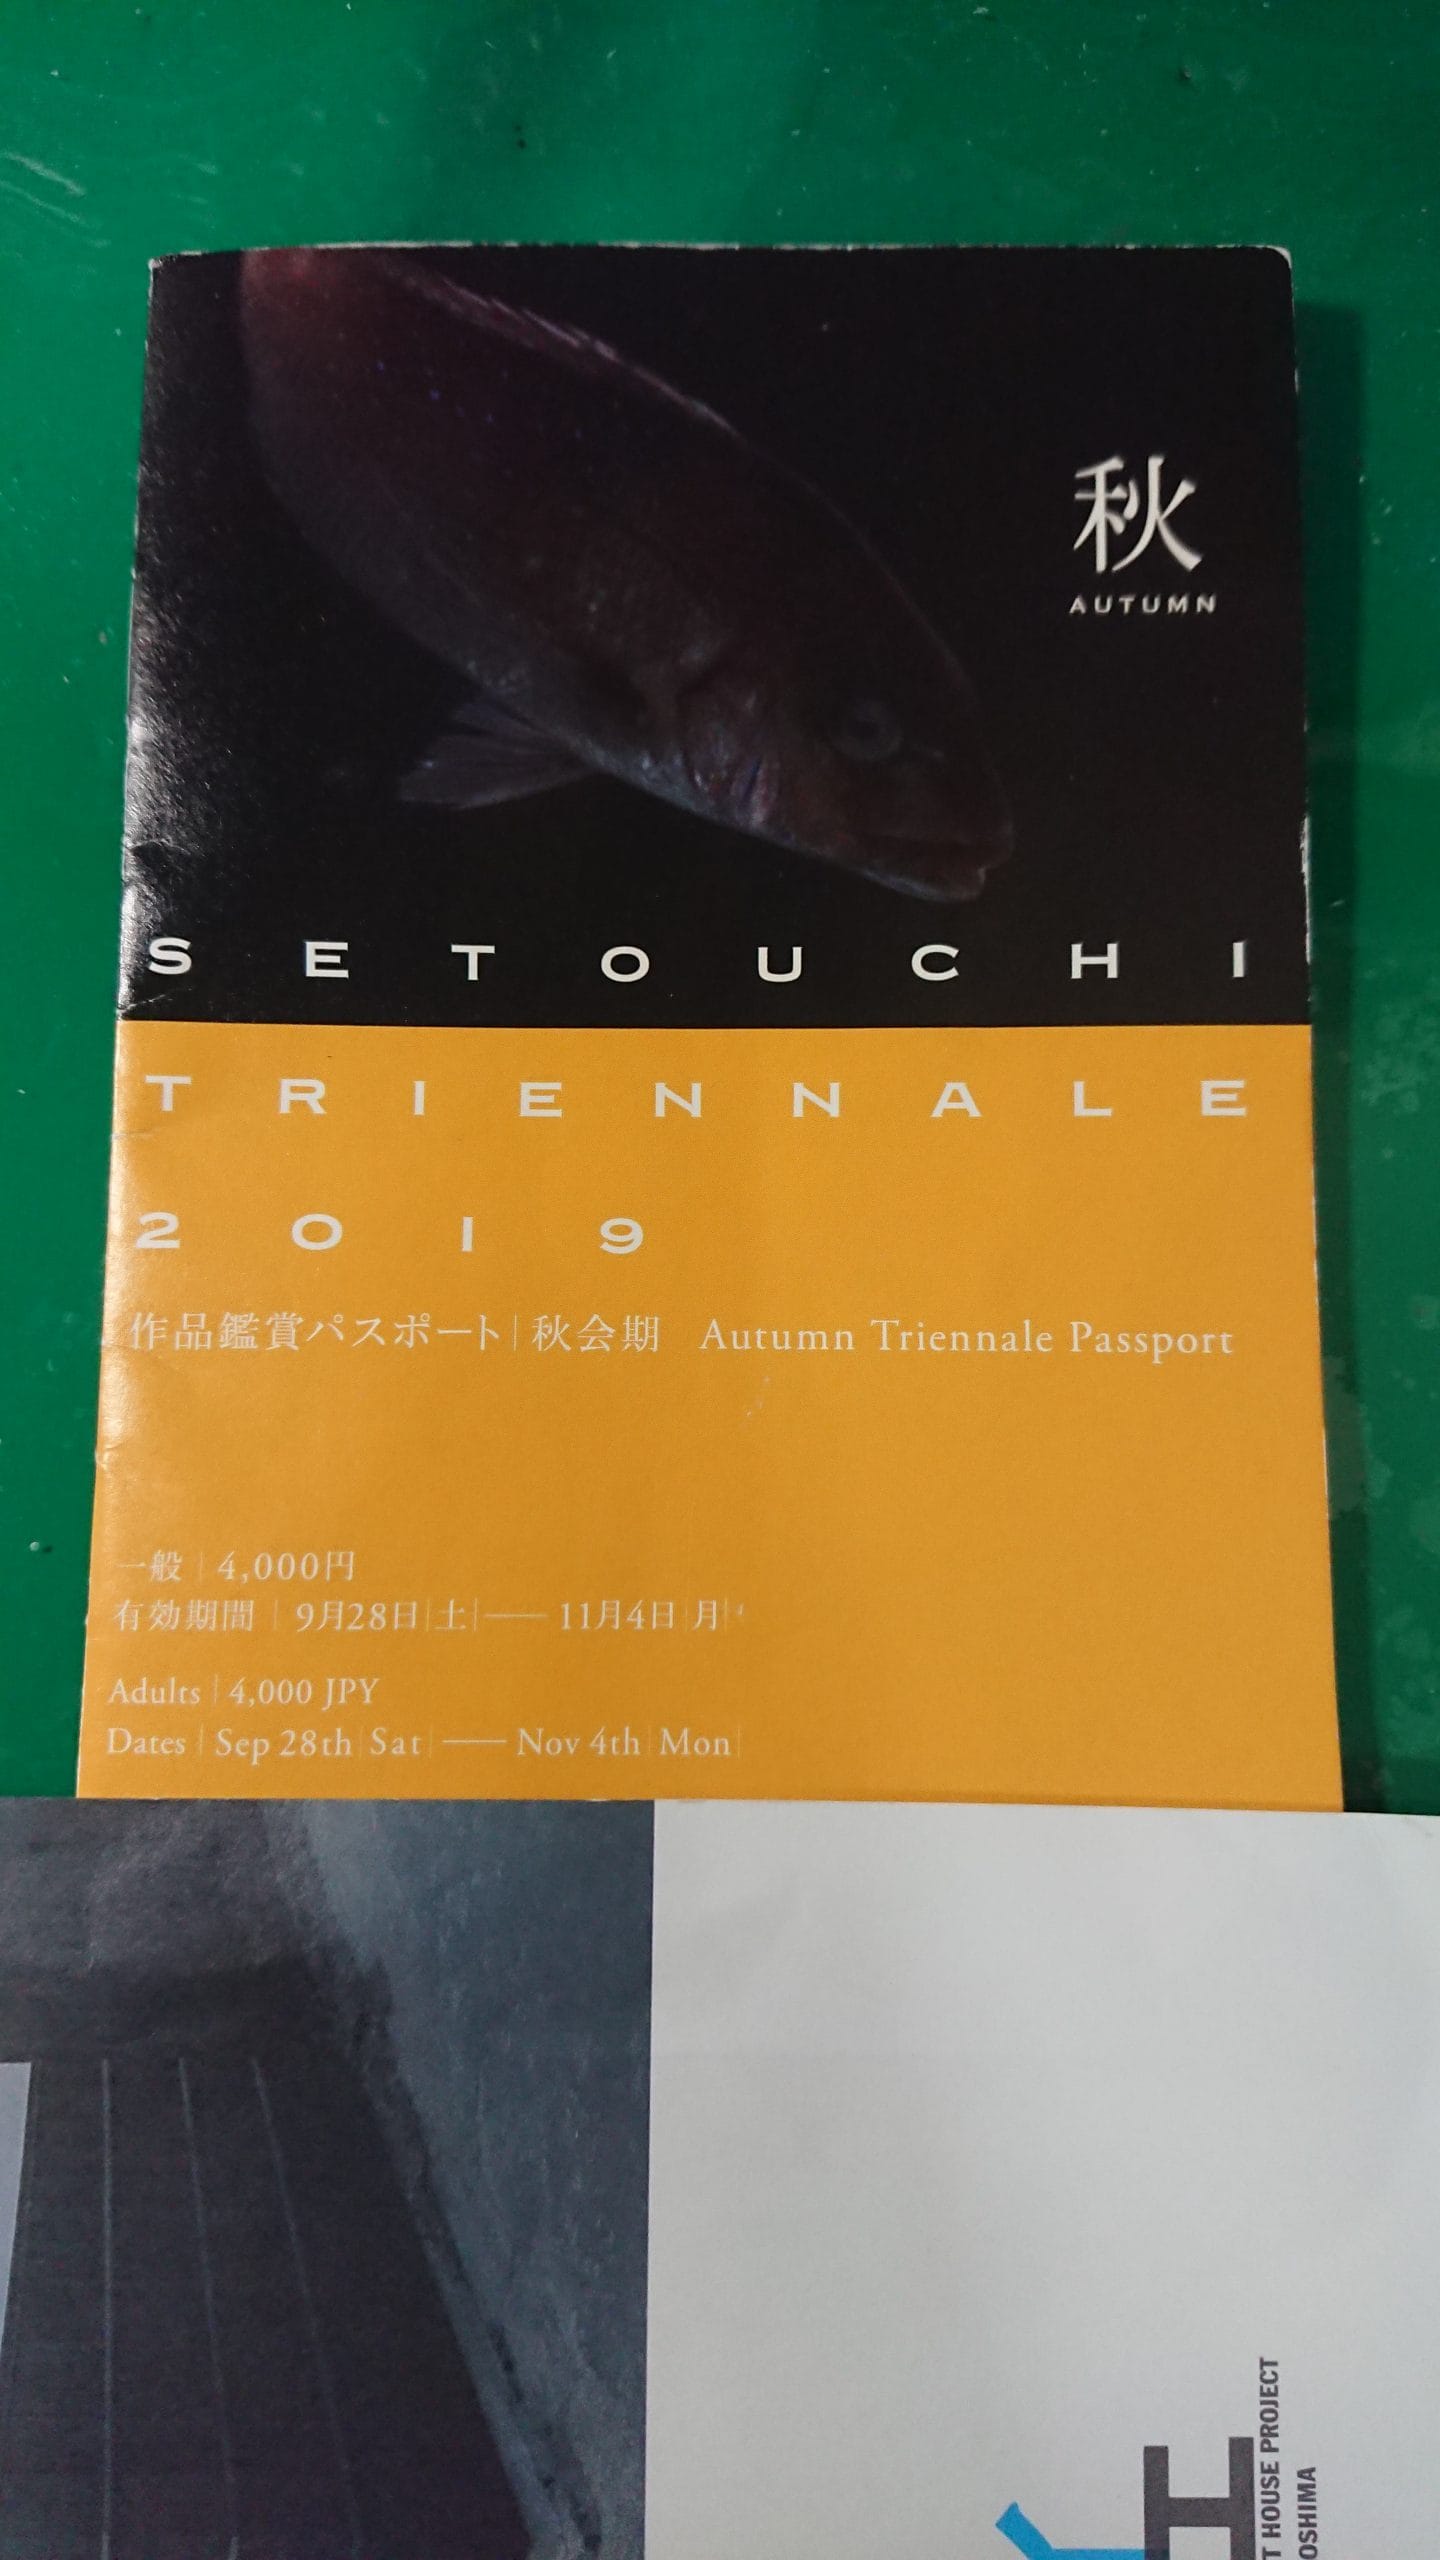 秋
AUTUMN
SETOUCHI
TRIENNALE
2019
作品鑑賞パスポート|秋会期 Autumn Triennale Passport
一般|4,000円
有効期間|9月28日|土|——11月4日|月|
Adults|4,000 JPY
Dates|Sep 28th|Sat|——Nov 4th|Mon|
T HOUSE PROJECT
OSHIMA